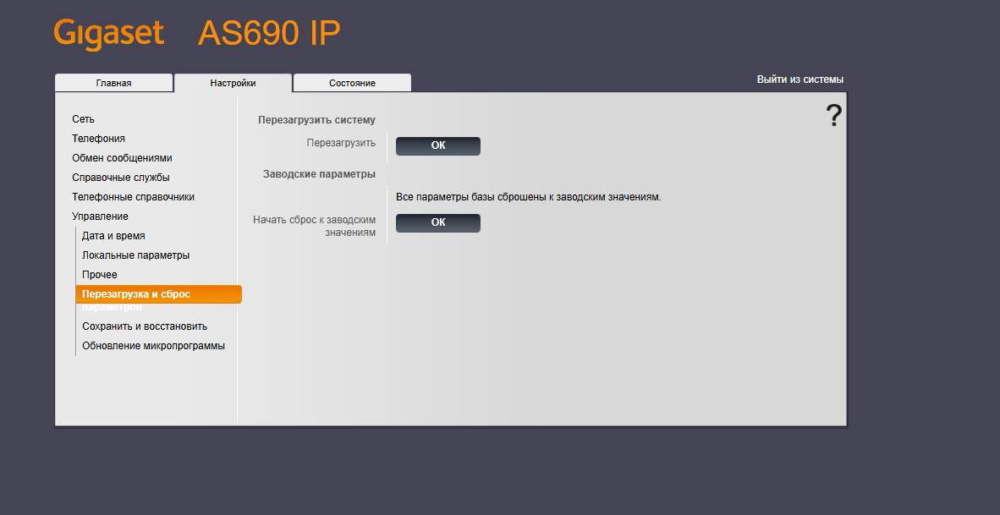 Gigaset AS690 IP
Главная Настройки Состояние Выйти из системы
?
Сеть
Телефония
Обмен сообщениями
Справочные службы
Телефонные справочники
Управление
Дата и время
Локальные параметры
Прочее
Перезагрузка и сброс
параметров
Сохранить и восстановить
Обновление микропрограммы
Перезагрузить систему
Перезагрузить OK
Заводские параметры
Все параметры базы сброшены к заводским значениям.
Начать сброс к заводским
значениям OK